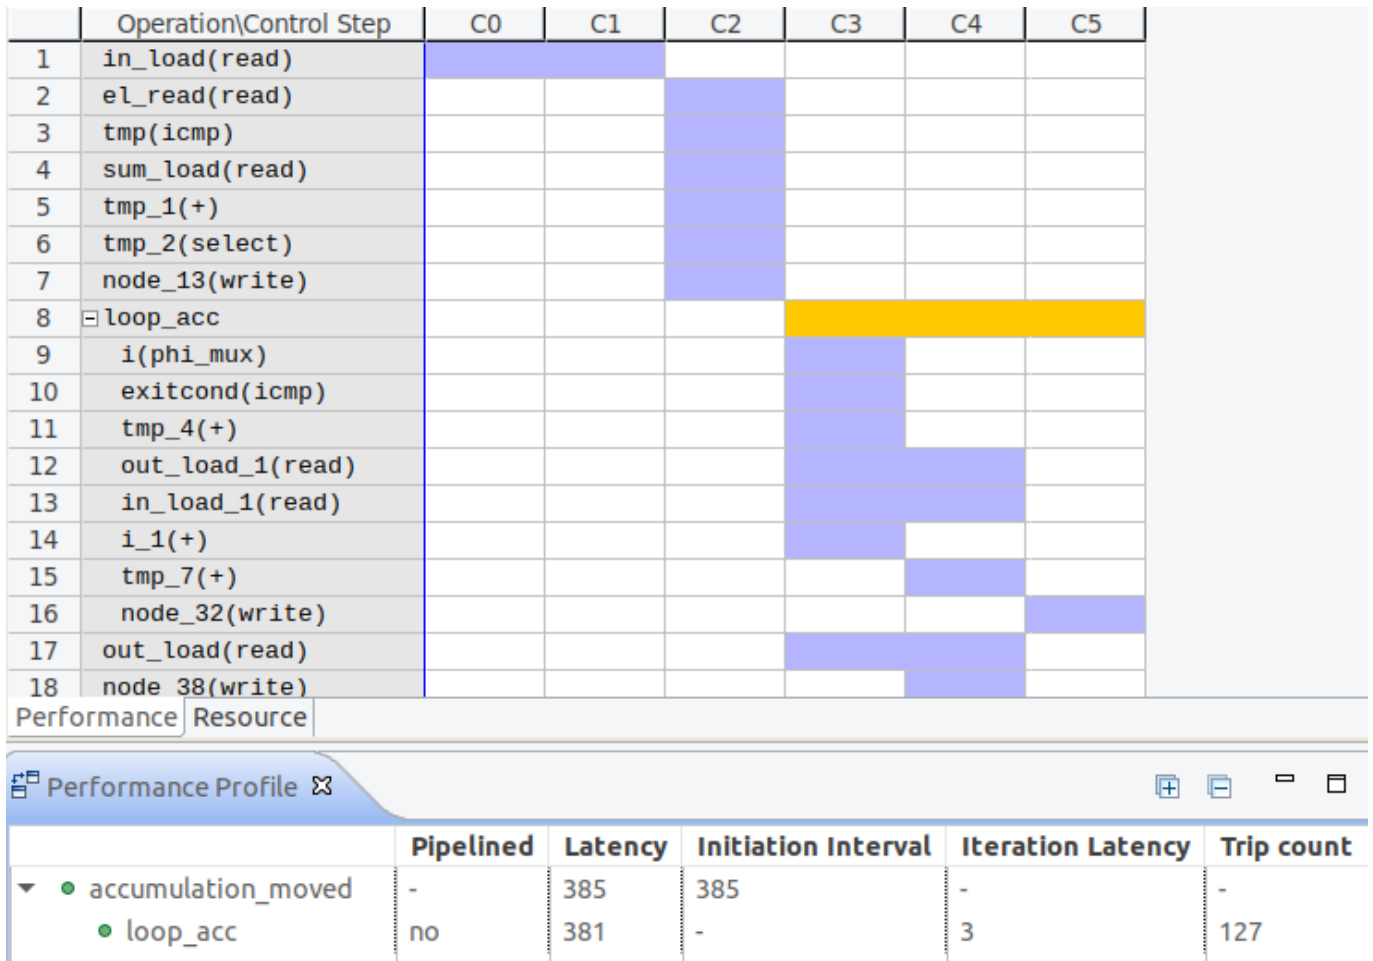 Operation\Control Step C0 C1 C2 C3 C4 C5
1 in_load(read)
2 el_read(read)
3 tmp(icmp)
4 sum_load(read)
5 tmp_1(+)
6 tmp_2(select)
7 node_13(write)
8 loop_acc
9 i(phi_mux)
10 exitcond(icmp)
11 tmp_4(+)
12 out_load_1(read)
13 in_load_1(read)
14 i_1(+)
15 tmp_7(+)
16 node_32(write)
17 out_load(read)
18 node_38(write)
Performance Resource
Performance Profile
Pipelined Latency Initiation Interval Iteration Latency Trip count
accumulation_moved - 385 385 - -
loop_acc no 381 - 3 127